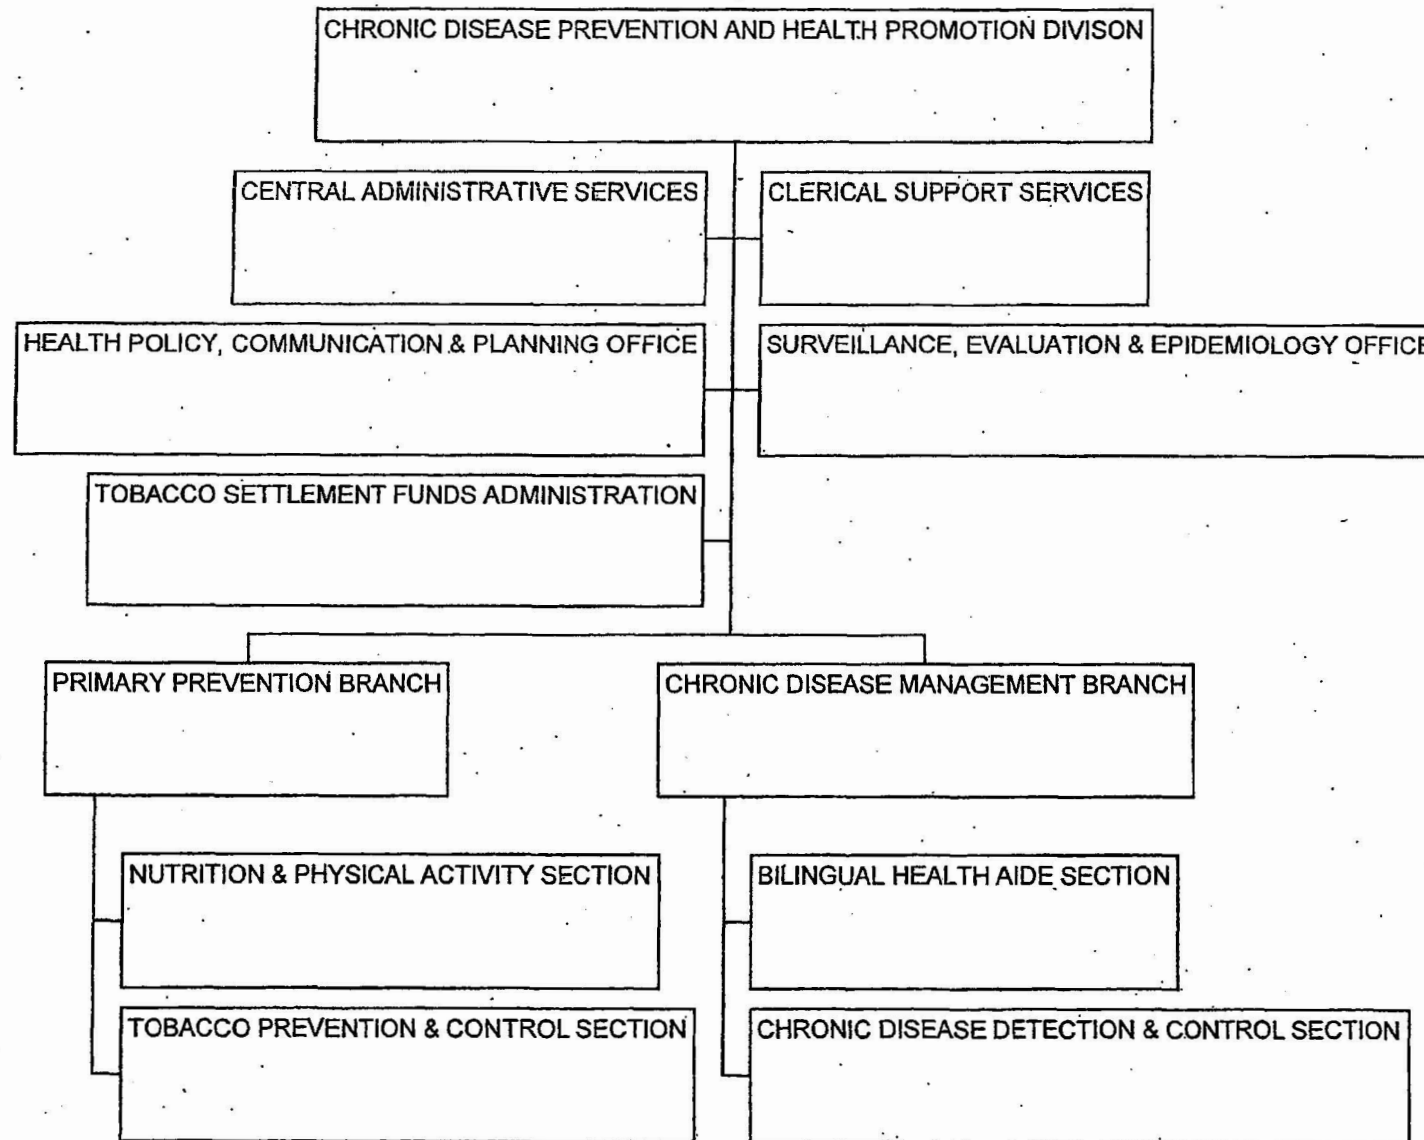 CHRONIC DISEASE PREVENTION AND HEALTH PROMOTION DIVISON
CENTRAL ADMINISTRATIVE SERVICES
CLERICAL SUPPORT SERVICES
HEALTH POLICY, COMMUNICATION & PLANNING OFFICE
SURVEILLANCE, EVALUATION & EPIDEMIOLOGY OFFICE
TOBACCO SETTLEMENT FUNDS ADMINISTRATION
PRIMARY PREVENTION BRANCH
CHRONIC DISEASE MANAGEMENT BRANCH
NUTRITION & PHYSICAL ACTIVITY SECTION
BILINGUAL HEALTH AIDE SECTION
TOBACCO PREVENTION & CONTROL SECTION
CHRONIC DISEASE DETECTION & CONTROL SECTION